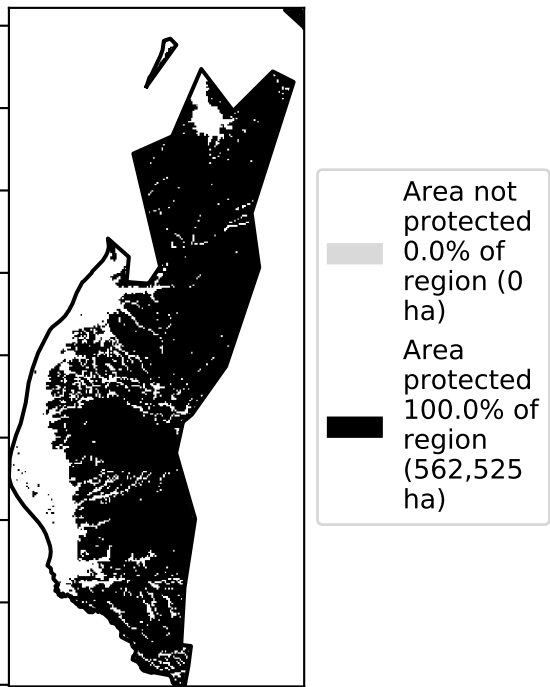 Area not
protected
0.0% of
region (0
ha)
Area
protected
100.0% of
region
(562,525
ha)